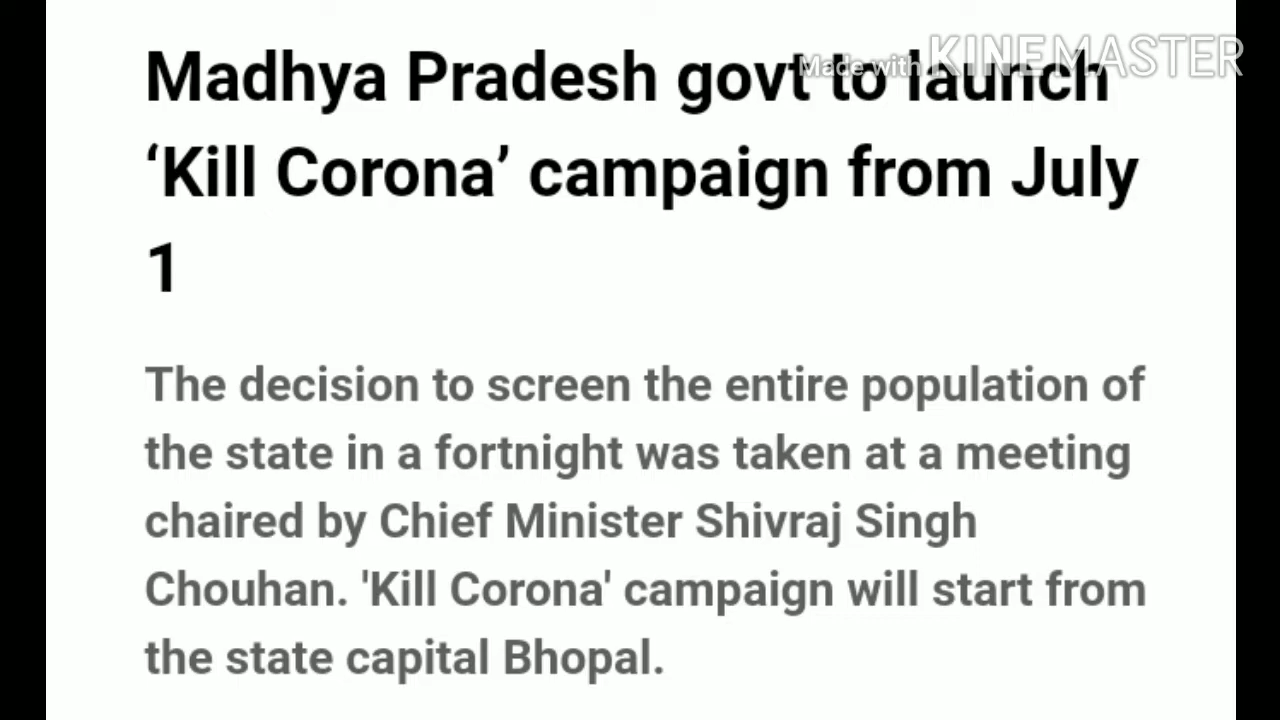 Made with KINEMASTER
Madhya Pradesh govt to launch
‘Kill Corona’ campaign from July
1
The decision to screen the entire population of
the state in a fortnight was taken at a meeting
chaired by Chief Minister Shivraj Singh
Chouhan. 'Kill Corona' campaign will start from
the state capital Bhopal.